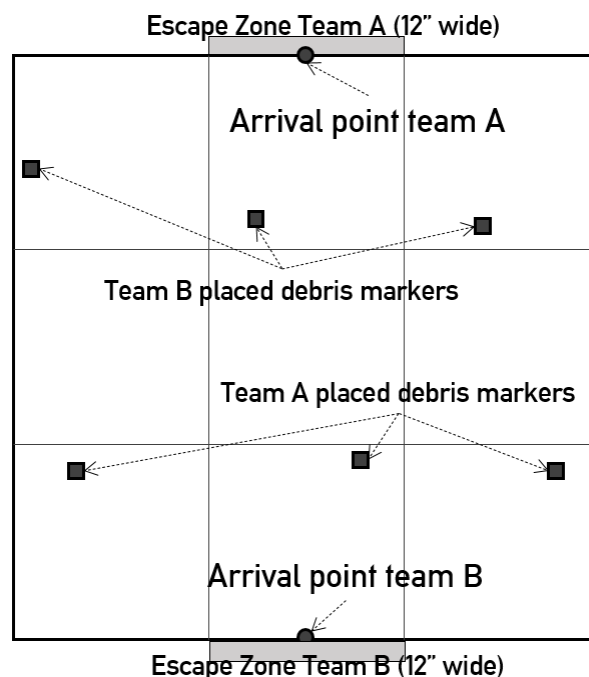 Escape Zone Team A (12” wide)
Arrival point team A
Team B placed debris markers
Team A placed debris markers
Arrival point team B
Escape Zone Team B (12” wide)